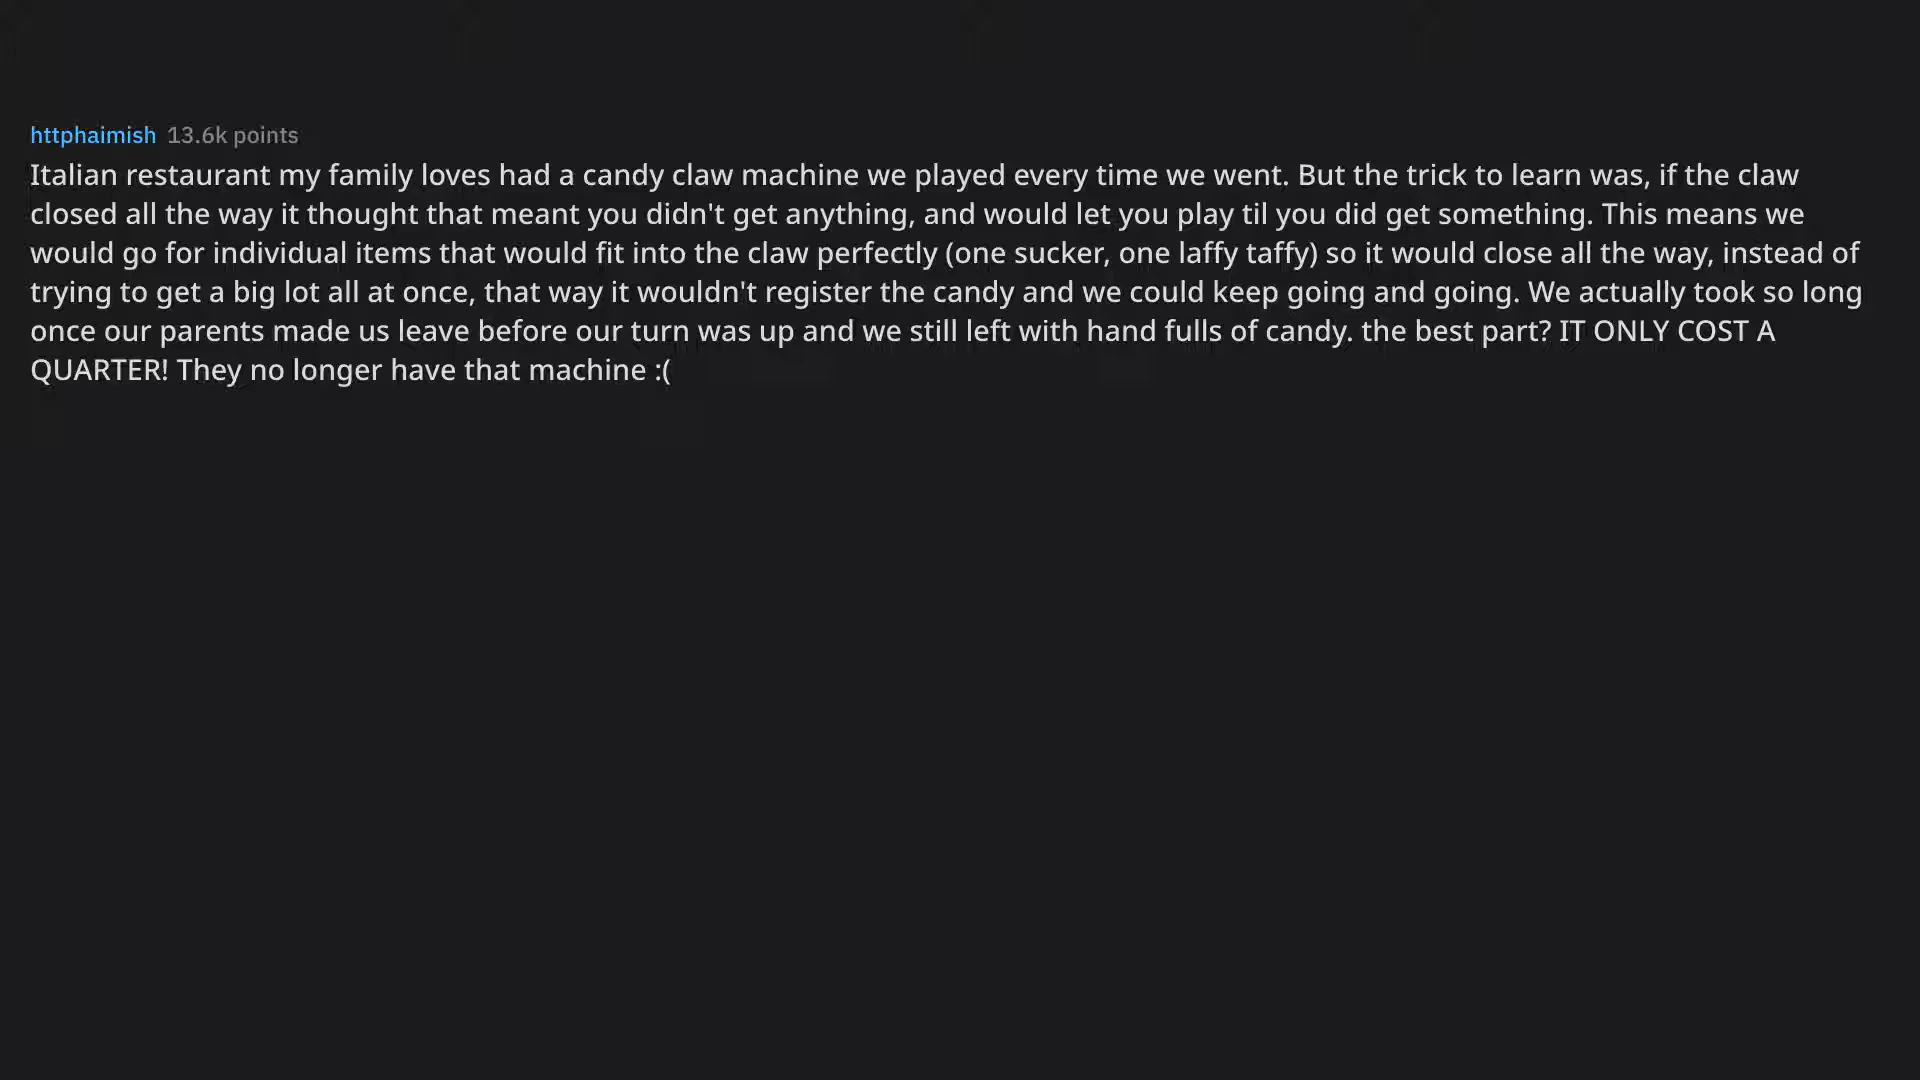 httphaimish 13.6k points
Italian restaurant my family loves had a candy claw machine we played every time we went. But the trick to learn was, if the claw
closed all the way it thought that meant you didn't get anything, and would let you play til you did get something. This means we
would go for individual items that would fit into the claw perfectly (one sucker, one laffy taffy) so it would close all the way, instead of
trying to get a big lot all at once, that way it wouldn't register the candy and we could keep going and going. We actually took so long
once our parents made us leave before our turn was up and we still left with hand fulls of candy. the best part? IT ONLY COST A
QUARTER! They no longer have that machine :(